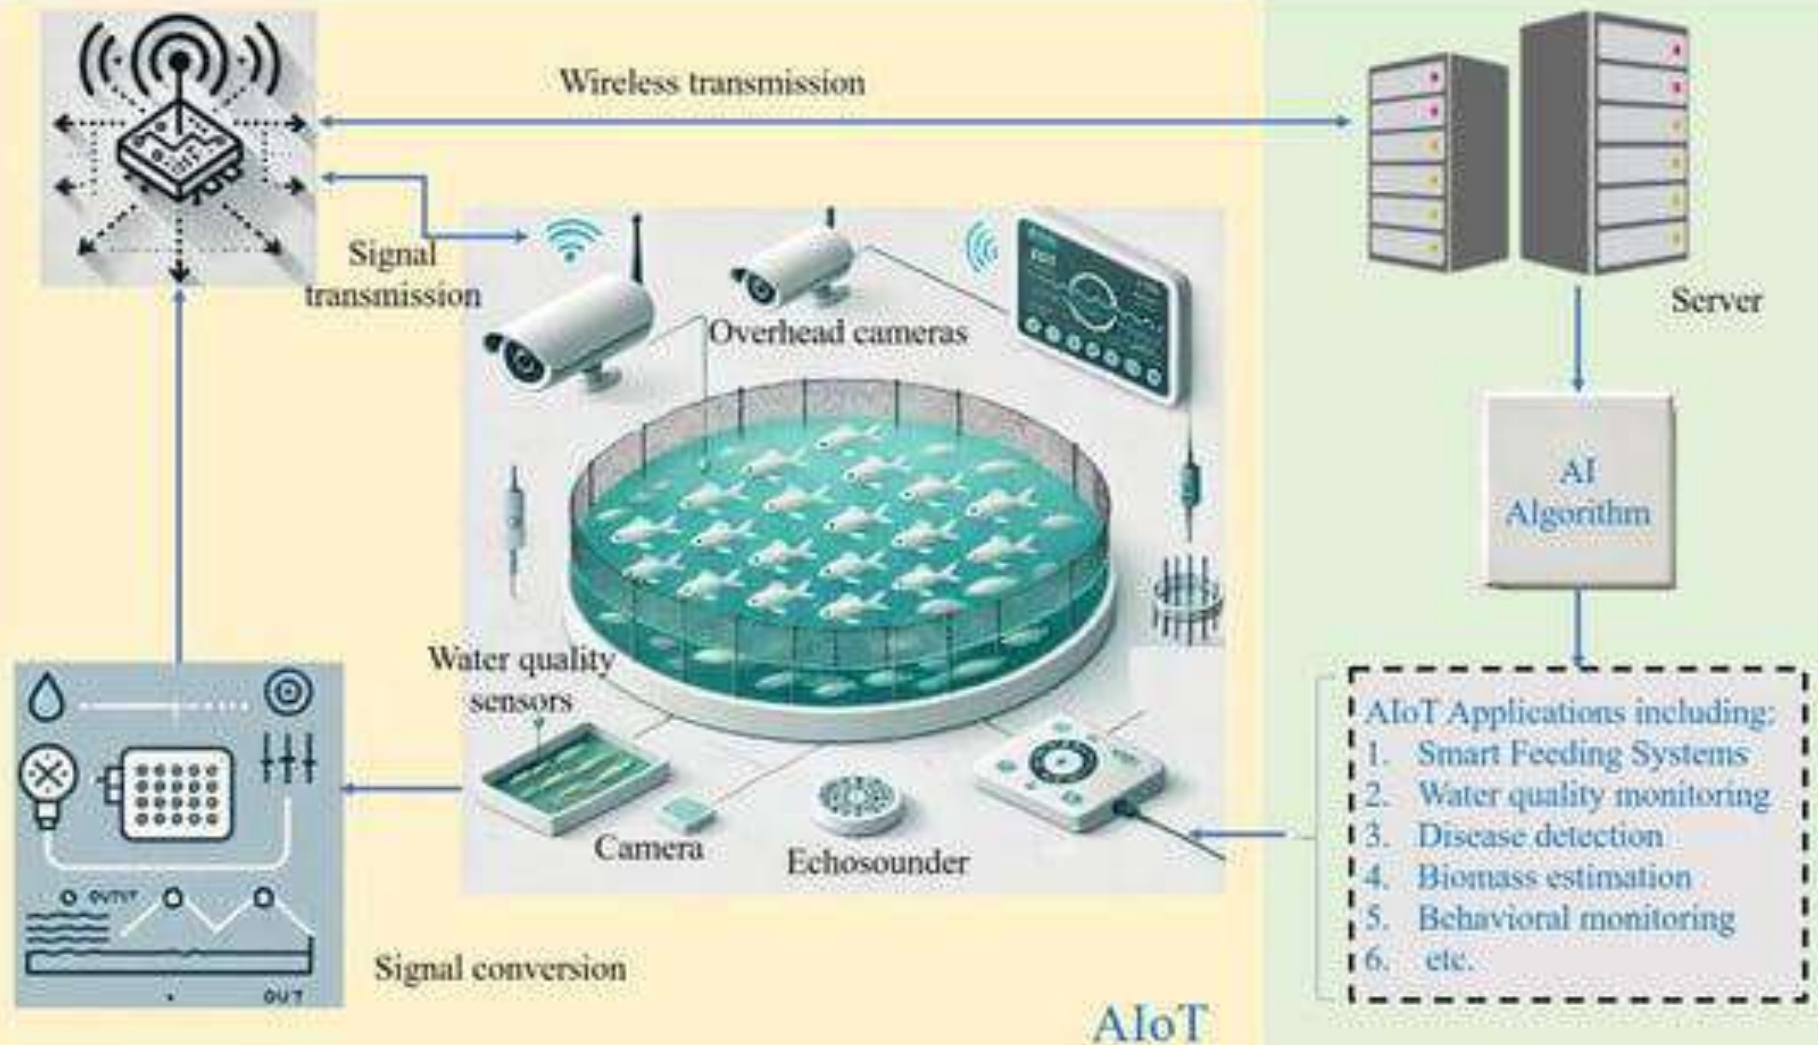 Wireless transmission
Signal
transmission
Overhead cameras
Server
AI
Algorithm
Water quality
sensors
Camera
Echosounder
AIoT Applications including:
1. Smart Feeding Systems
2. Water quality monitoring
3. Disease detection
4. Biomass estimation
5. Behavioral monitoring
6. etc.
Signal conversion
OUT
AIoT